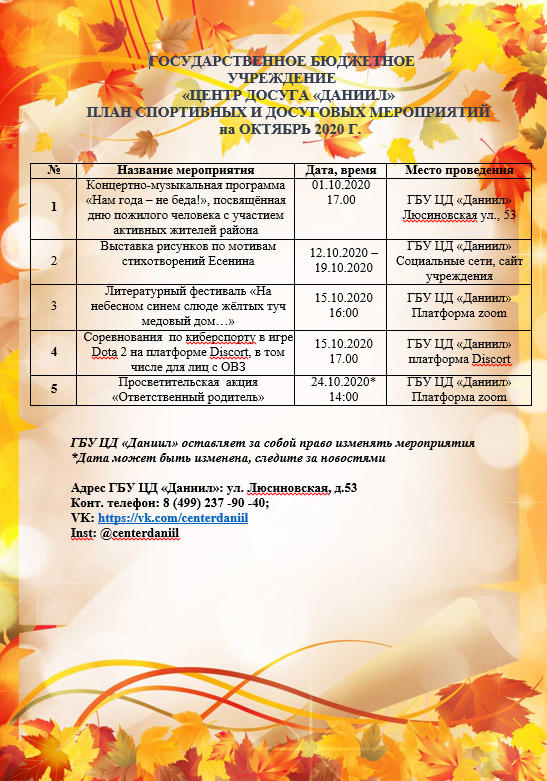 ГОСУДАРСТВЕННОЕ БЮДЖЕТНОЕ
УЧРЕЖДЕНИЕ
«ЦЕНТР ДОСУГА «ДАНИИЛ»
ПЛАН СПОРТИВНЫХ И ДОСУГОВЫХ МЕРОПРИЯТИЙ
на ОКТЯБРЬ 2020 Г.
№ Название мероприятия Дата, время Место проведения
1
Концертно-музыкальная программа
«Нам года – не беда!», посвящённая
дню пожилого человека с участием
активных жителей района
01.10.2020
17.00
ГБУ ЦД «Даниил»
Люсиновская ул., 53
2
Выставка рисунков по мотивам
стихотворений Есенина
12.10.2020 –
19.10.2020
ГБУ ЦД «Даниил»
Социальные сети, сайт
учреждения
3
Литературный фестиваль «На
небесном синем слюде жёлтых туч
медовый дом…»
15.10.2020
16:00
ГБУ ЦД «Даниил»
Платформа zoom
4
Соревнования по киберспорту в игре
Dota 2 на платформе Discort, в том
числе для лиц с ОВЗ
15.10.2020
17.00
ГБУ ЦД «Даниил»
платформа Discort
5
Просветительская акция
«Ответственный родитель»
24.10.2020*
14:00
ГБУ ЦД «Даниил»
Платформа zoom
ГБУ ЦД «Даниил» оставляет за собой право изменять мероприятия
*Дата может быть изменена, следите за новостями
Адрес ГБУ ЦД «Даниил»: ул. Люсиновская, д.53
Конт. телефон: 8 (499) 237 -90 -40;
VK: https://vk.com/centerdaniil
Inst: @centerdaniil